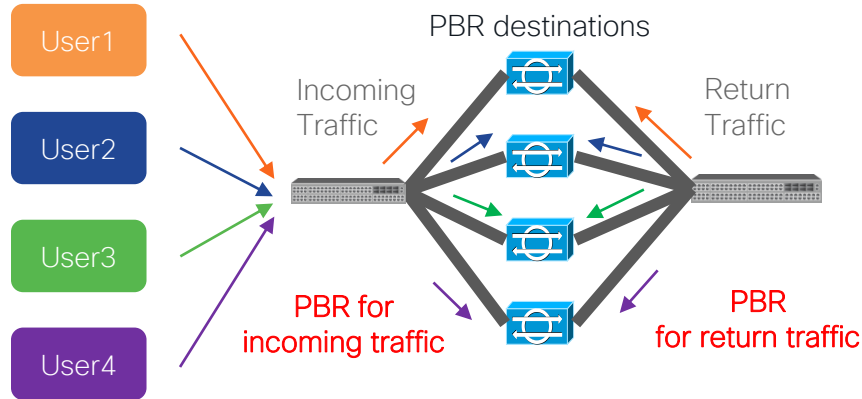 User1
User2
User3
User4
PBR destinations
Incoming
Traffic
Return
Traffic
PBR for
incoming traffic
PBR
for return traffic